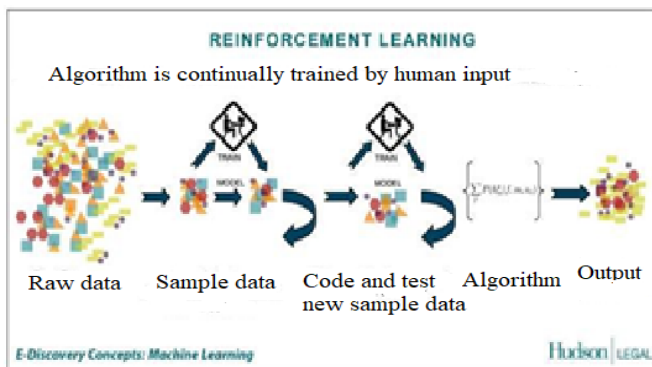 REINFORCEMENT LEARNING
Algorithm is continually trained by human input
TRAIN
TRAIN
MODEL
MODEL
Raw data
Sample data
Code and test
new sample data
Algorithm
Output
E-Discovery Concepts: Machine Learning
Hudson LEGAL